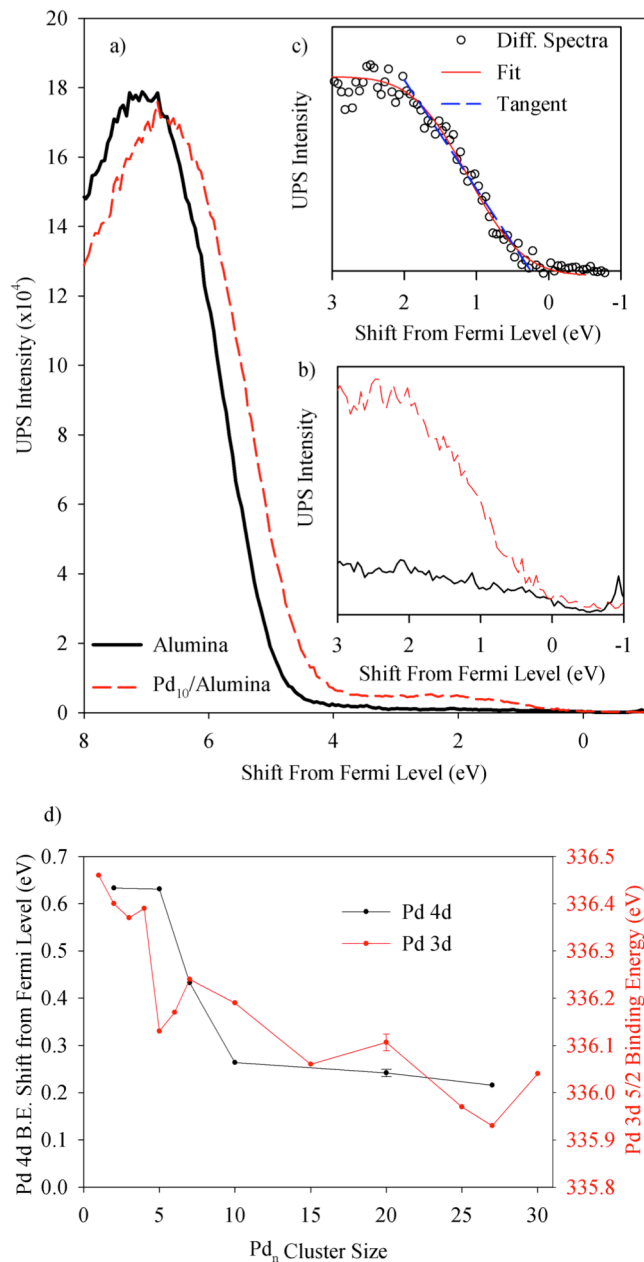 a)
20
18
16
14
12
10
8
6
4
2
0
UPS Intensity (x10⁴)
Alumina
Pd₁₀/Alumina
8 6 4 2 0
Shift From Fermi Level (eV)
c)
Diff. Spectra
Fit
Tangent
UPS Intensity
3 2 1 0 -1
Shift From Fermi Level (eV)
b)
UPS Intensity
3 2 1 0 -1
Shift From Fermi Level (eV)
d)
0.7
0.6
0.5
0.4
0.3
0.2
0.1
0.0
Pd 4d B.E. Shift from Fermi Level (eV)
Pd 4d
Pd 3d
336.5
336.4
336.3
336.2
336.1
336.0
335.9
335.8
Pd 3d 5/2 Binding Energy (eV)
0 5 10 15 20 25 30
Pdₙ Cluster Size